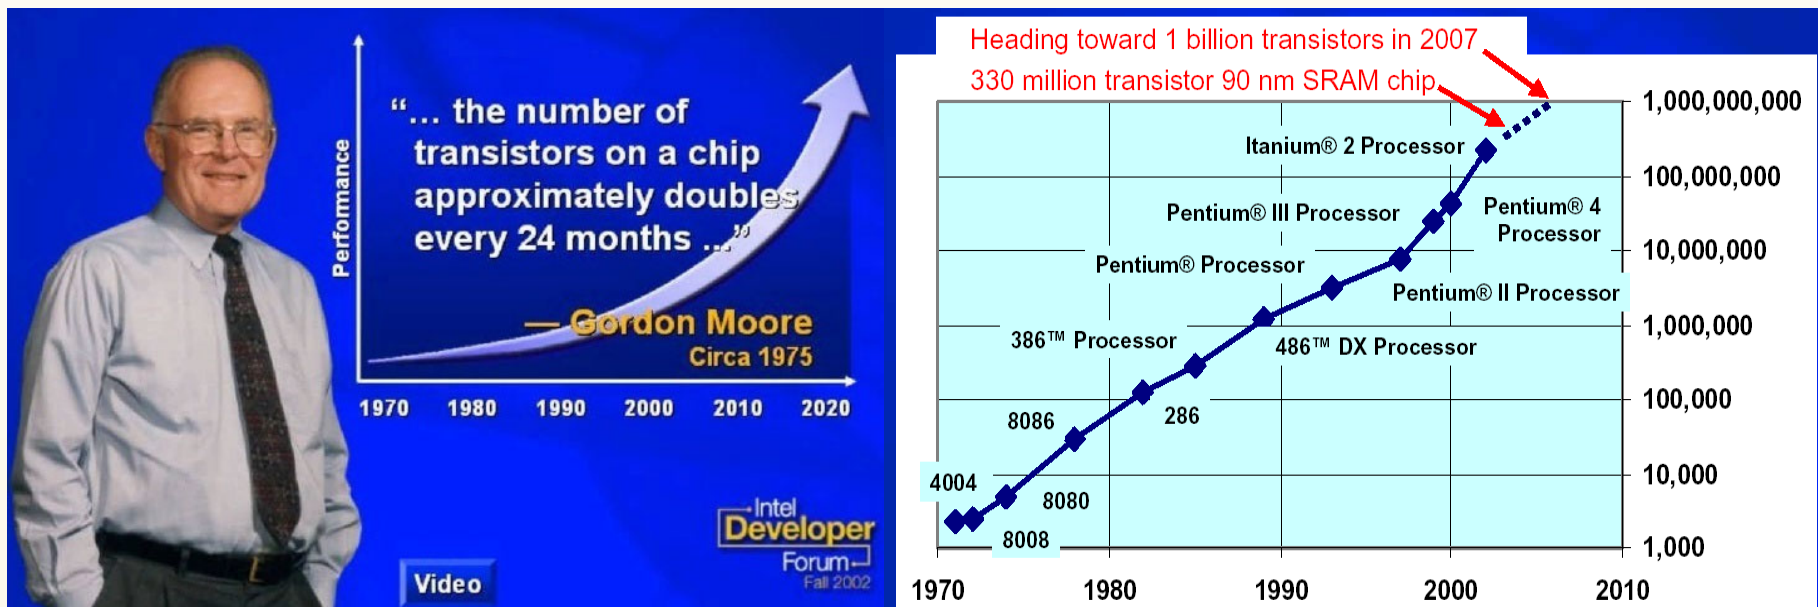 “... the number of
transistors on a chip
approximately doubles
every 24 months ...”
— Gordon Moore
Circa 1975
Performance
1970 1980 1990 2000 2010 2020
Intel
Developer
Forum
Fall 2002
Video
Heading toward 1 billion transistors in 2007
330 million transistor 90 nm SRAM chip
1,000,000,000
Itanium® 2 Processor
100,000,000
Pentium® III Processor
Pentium® 4
Processor
10,000,000
Pentium® Processor
Pentium® II Processor
1,000,000
386™ Processor
486™ DX Processor
100,000
8086
286
10,000
4004
8080
8008
1,000
1970 1980 1990 2000 2010